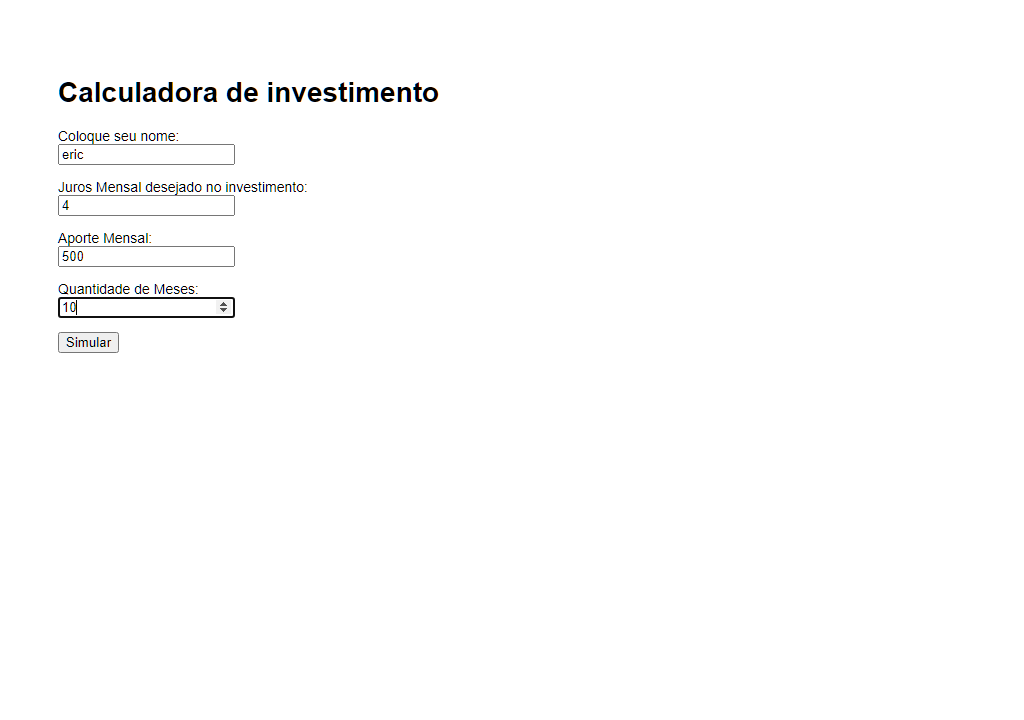 Calculadora de investimento
Coloque seu nome:
eric
Juros Mensal desejado no investimento:
4
Aporte Mensal:
500
Quantidade de Meses:
10
Simular